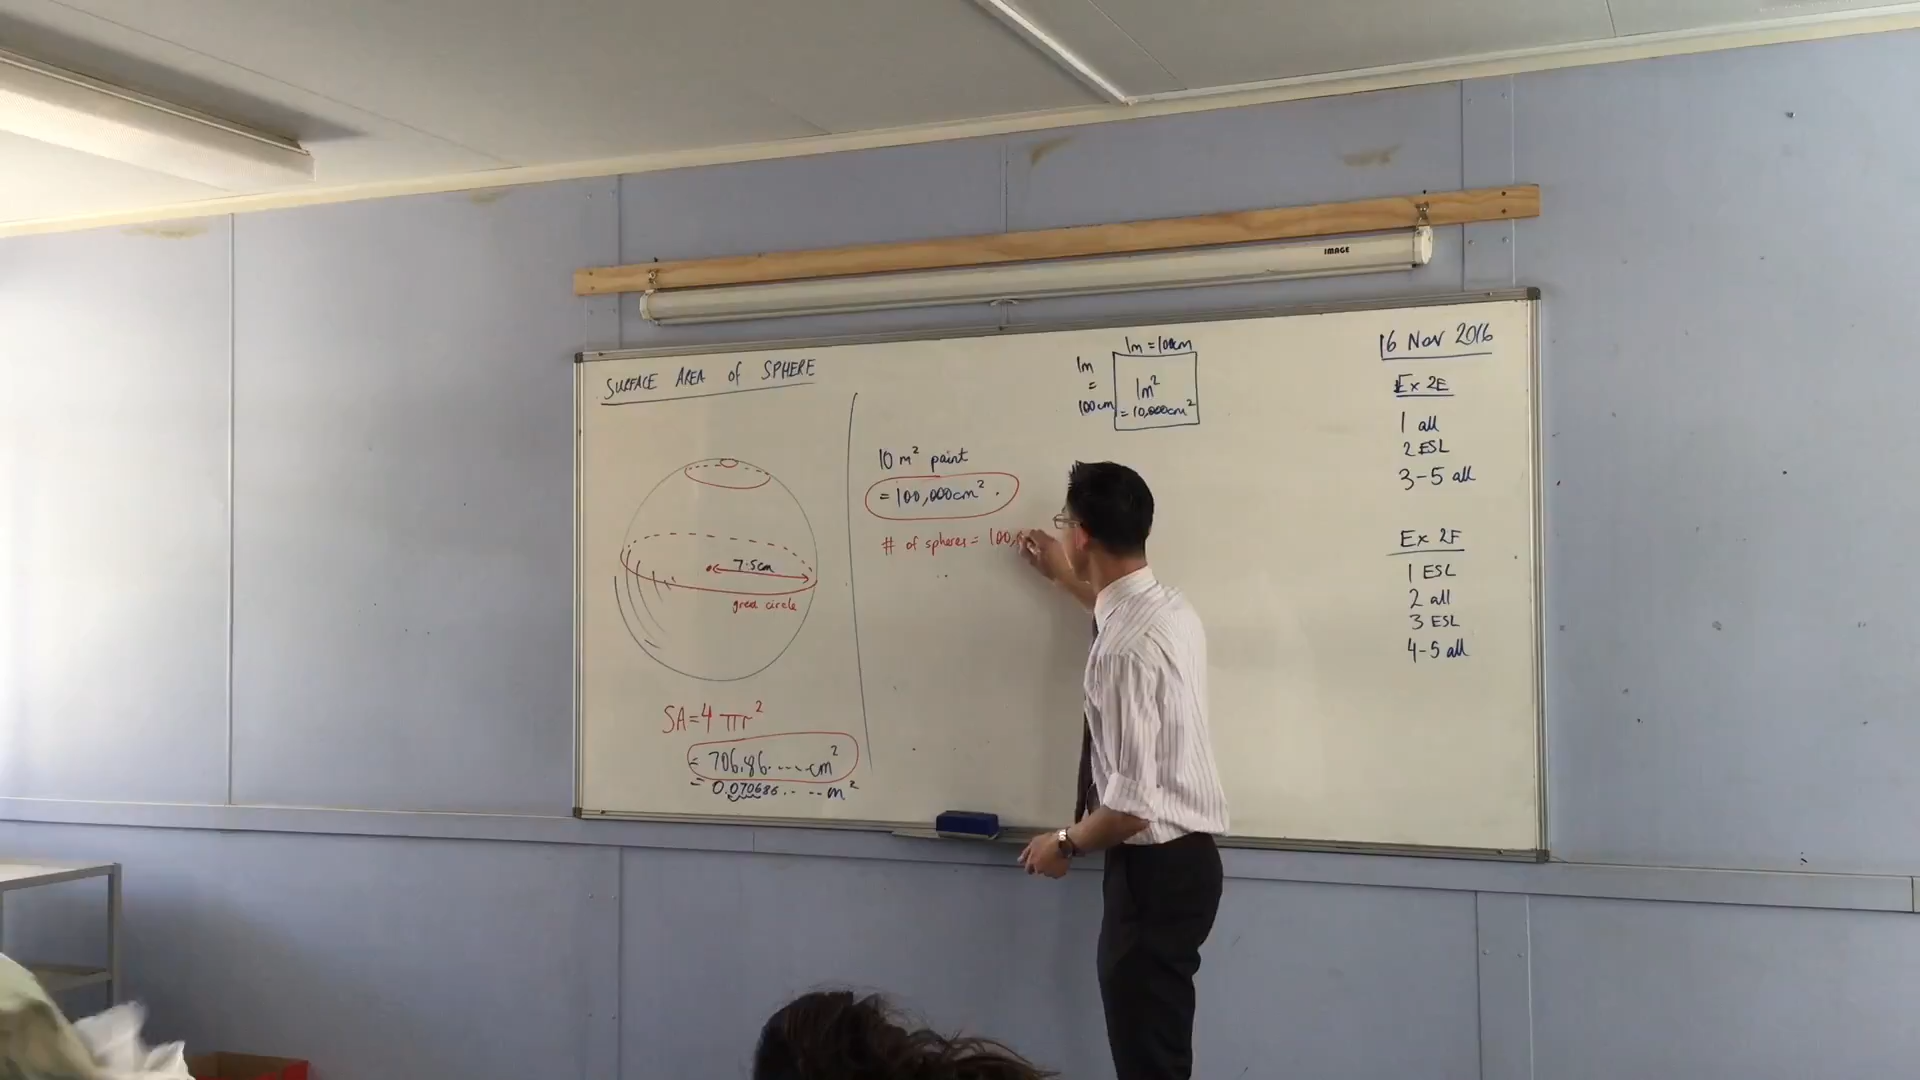 IMAGE
SURFACE AREA of SPHERE
7.5cm
great circle
SA=4πr²
= 706.86.... cm²
= 0.070686.. -- m²
10 m² paint
= 100,000cm².
# of spheres = 100,
1m = 100cm
1m
=
100cm
1m²
= 10,000cm²
16 Nov 2016
Ex 2E
1 all
2 ESL
3-5 all
Ex 2F
1 ESL
2 all
3 ESL
4-5 all